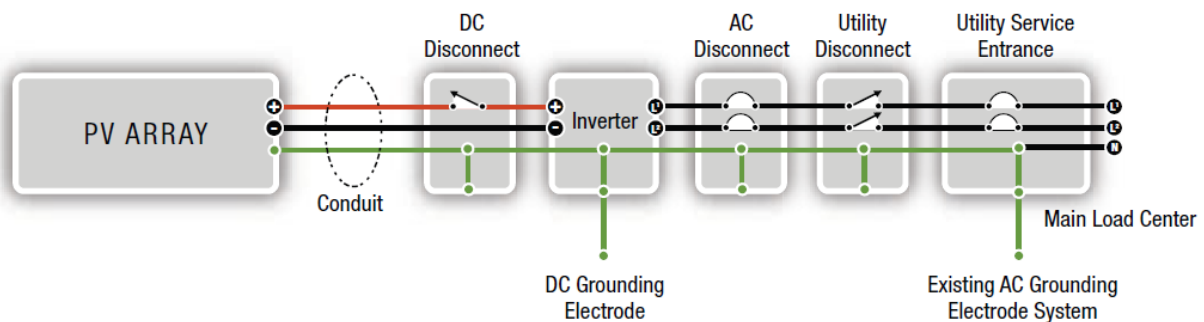 DC
Disconnect
AC
Disconnect
Utility
Disconnect
Utility Service
Entrance
PV ARRAY
+
−
Conduit
+
−
Inverter
L¹
L²
L¹
L²
N
Main Load Center
DC Grounding
Electrode
Existing AC Grounding
Electrode System